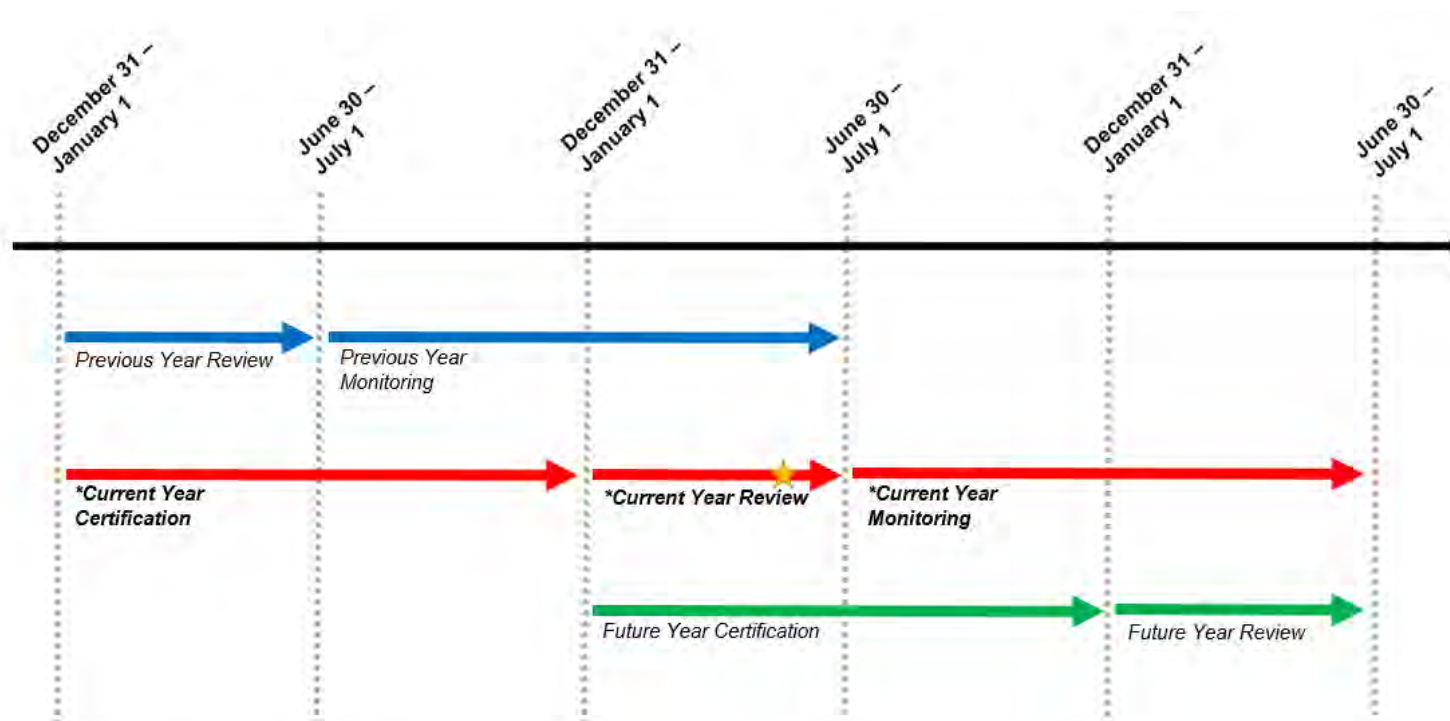 December 31 –
January 1
June 30 –
July 1
December 31 –
January 1
June 30 –
July 1
December 31 –
January 1
June 30 –
July 1
Previous Year Review
Previous Year
Monitoring
*Current Year
Certification
*Current Year Review
*Current Year
Monitoring
Future Year Certification
Future Year Review